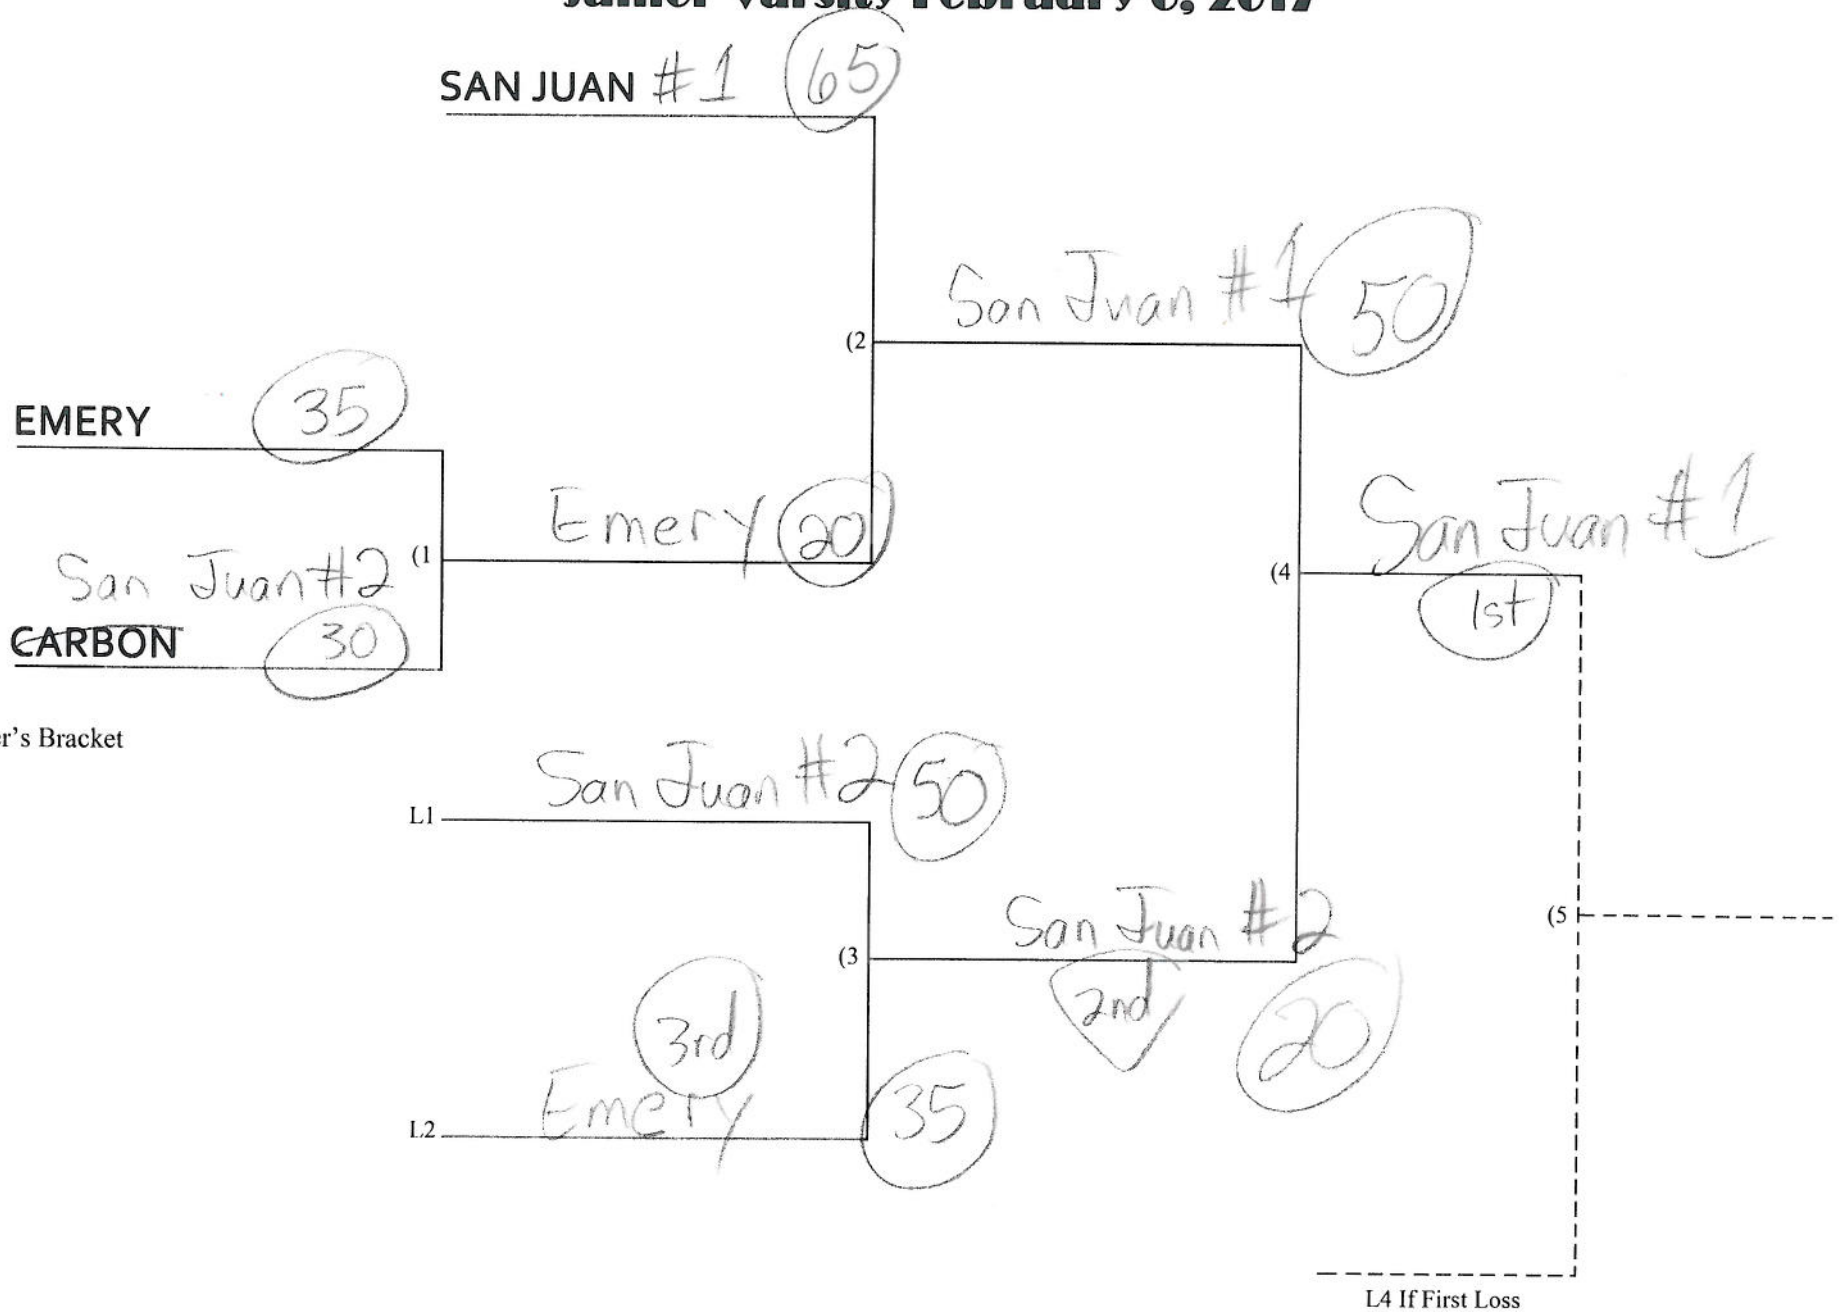 Junior Varsity February 6, 2017
SAN JUAN #1 65
San Juan #1 50
(2
EMERY 35
San Juan #1
Emery 20
(1
San Juan #2
(4
1st
CARBON 30
er's Bracket
San Juan #2 50
L1
San Juan #2
(5
(3
2nd
3rd
20
Emery 35
L2
L4 If First Loss